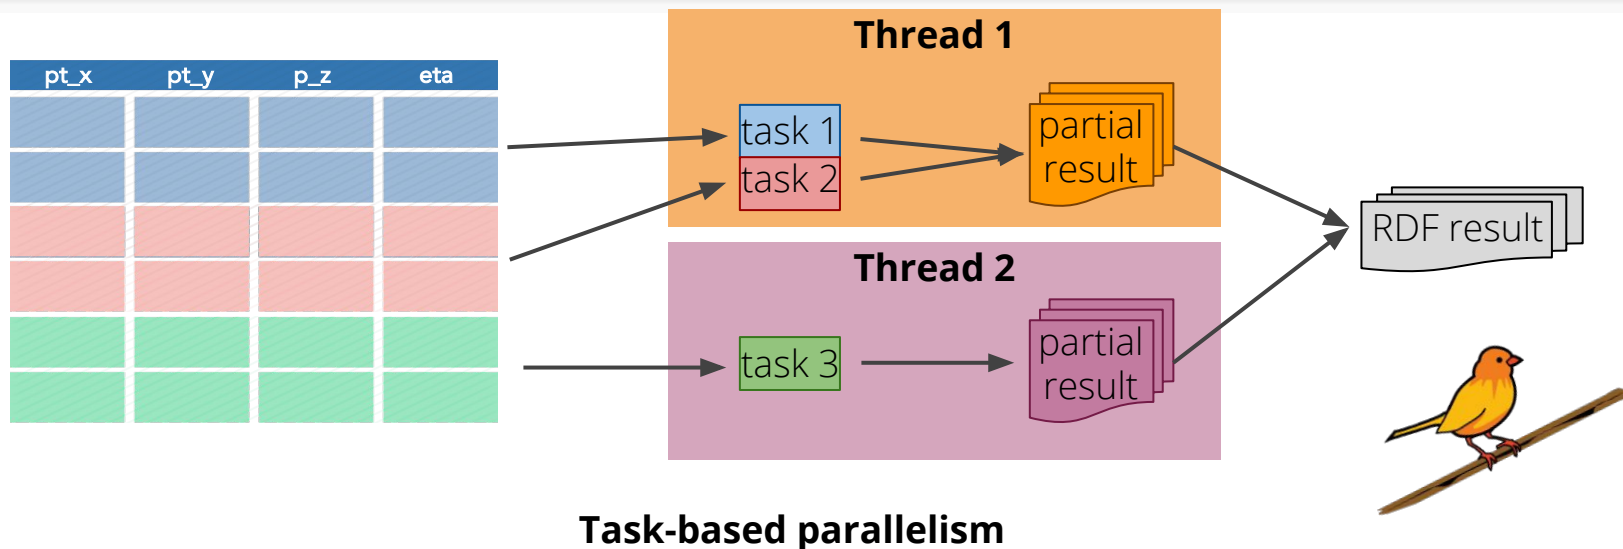 pt_x pt_y p_z eta
Thread 1
task 1
task 2
partial
result
Thread 2
task 3
partial
result
RDF result
Task-based parallelism